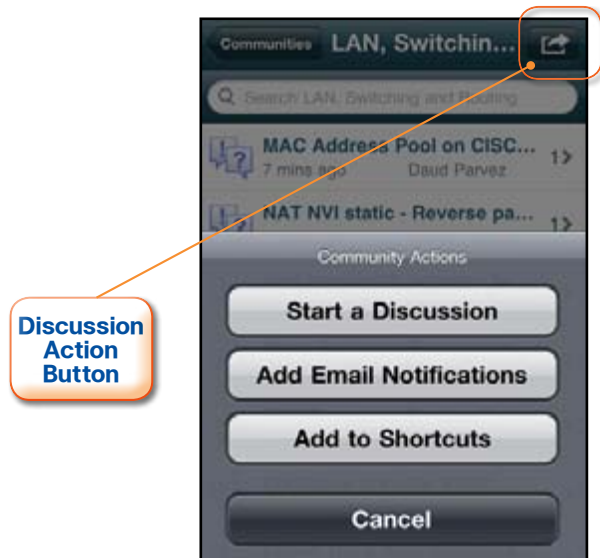 Communities LAN, Switchin...
Search LAN, Switching and Routing
MAC Address Pool on CISC...
7 mins ago Daud Parvez 1
NAT NVI static - Reverse pa...
1
Community Actions
Start a Discussion
Discussion
Action
Button
Add Email Notifications
Add to Shortcuts
Cancel